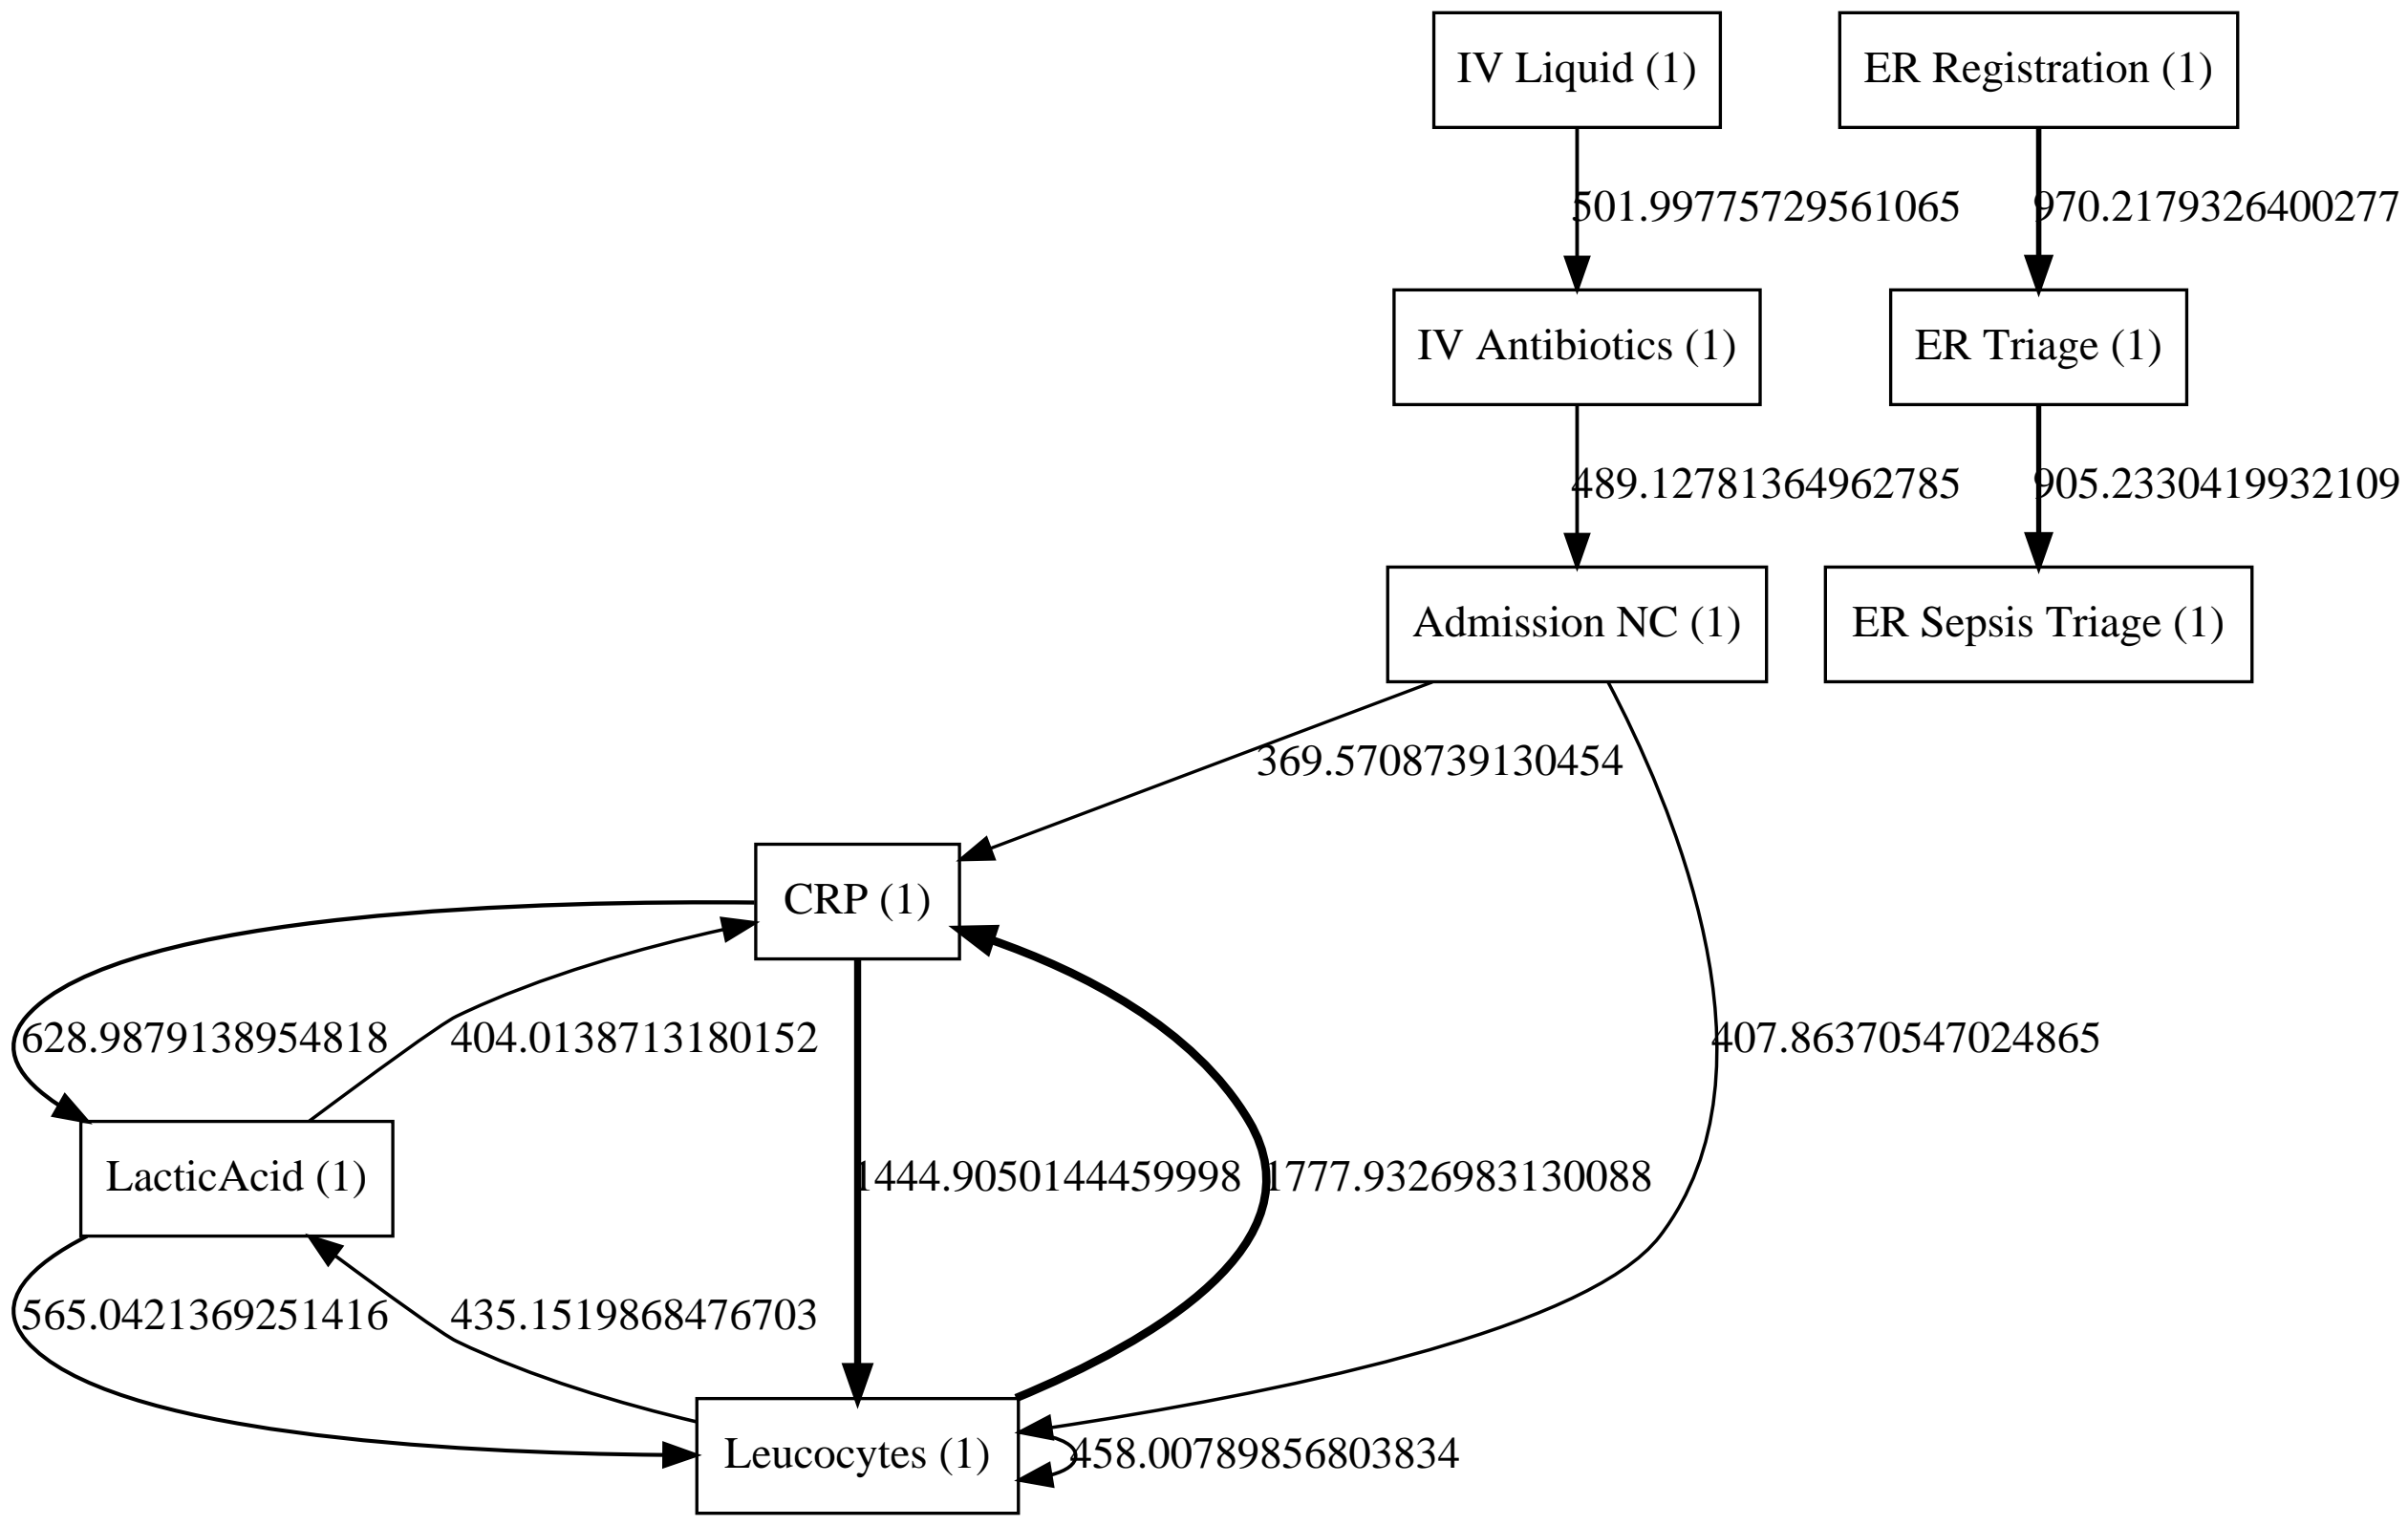 IV Liquid (1)
ER Registration (1)
501.99775729561065
970.2179326400277
IV Antibiotics (1)
ER Triage (1)
489.12781364962785
905.2330419932109
Admission NC (1)
ER Sepsis Triage (1)
369.5708739130454
CRP (1)
628.9879138954818
404.0138713180152
407.86370547024865
LacticAcid (1)
1444.9050144459998
1777.9326983130088
565.0421369251416
435.1519868476703
Leucocytes (1)
458.00789856803834